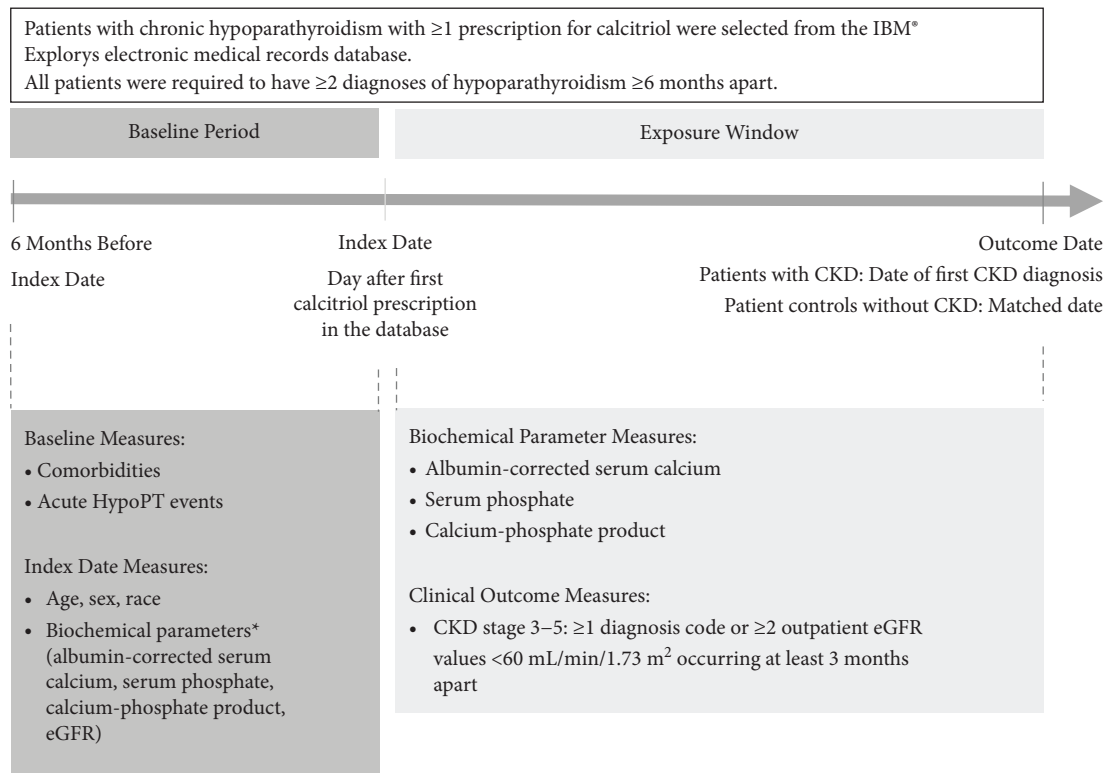 Patients with chronic hypoparathyroidism with ≥1 prescription for calcitriol were selected from the IBM®
Explorys electronic medical records database.
All patients were required to have ≥2 diagnoses of hypoparathyroidism ≥6 months apart.
Baseline Period
Exposure Window
6 Months Before
Index Date
Index Date
Day after first
calcitriol prescription
in the database
Outcome Date
Patients with CKD: Date of first CKD diagnosis
Patient controls without CKD: Matched date
Baseline Measures:
• Comorbidities
• Acute HypoPT events
Index Date Measures:
• Age, sex, race
• Biochemical parameters*
(albumin-corrected serum
calcium, serum phosphate,
calcium-phosphate product,
eGFR)
Biochemical Parameter Measures:
• Albumin-corrected serum calcium
• Serum phosphate
• Calcium-phosphate product
Clinical Outcome Measures:
• CKD stage 3–5: ≥1 diagnosis code or ≥2 outpatient eGFR
values <60 mL/min/1.73 m² occurring at least 3 months
apart